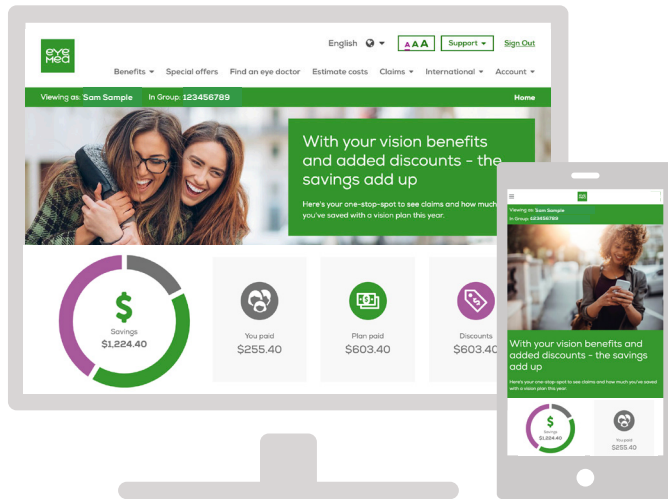 eye
Med
English
A A A
Support
Sign Out
Benefits
Special offers
Find an eye doctor
Estimate costs
Claims
International
Account
Viewing as: Sam Sample
In Group: 123456789
Home
With your vision benefits
and added discounts - the
savings add up
Here's your one-stop-spot to see claims and how much
you've saved with a vision plan this year.
$
Savings
$1,224.40
You paid
$255.40
Plan paid
$603.40
$
Discounts
$603.40
eye
Med
Viewing as: Sam Sample
In Group: 123456789
With your vision benefits and
added discounts - the savings
add up
Here's your one-stop-spot to see claims and how much you've saved
with a vision plan this year.
$
Savings
$1,224.40
You paid
$255.40